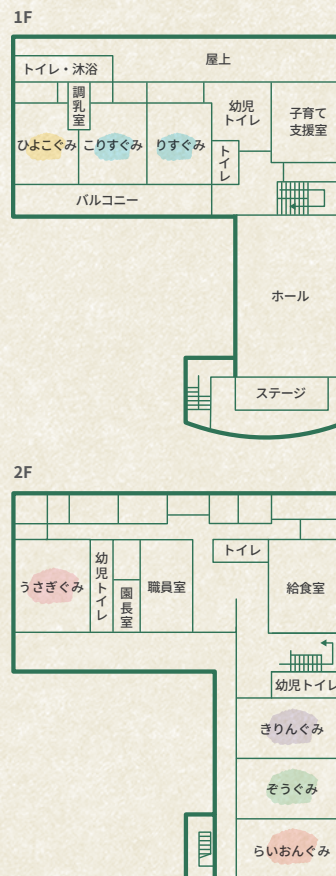 1F
屋上
トイレ・沐浴
調乳室
幼児
トイレ
子育て
支援室
ひよこぐみ
こりすぐみ
りすぐみ
トイレ
バルコニー
ホール
ステージ
2F
トイレ
うさぎぐみ
幼児トイレ
園長室
職員室
給食室
幼児トイレ
きりんぐみ
ぞうぐみ
らいおんぐみ